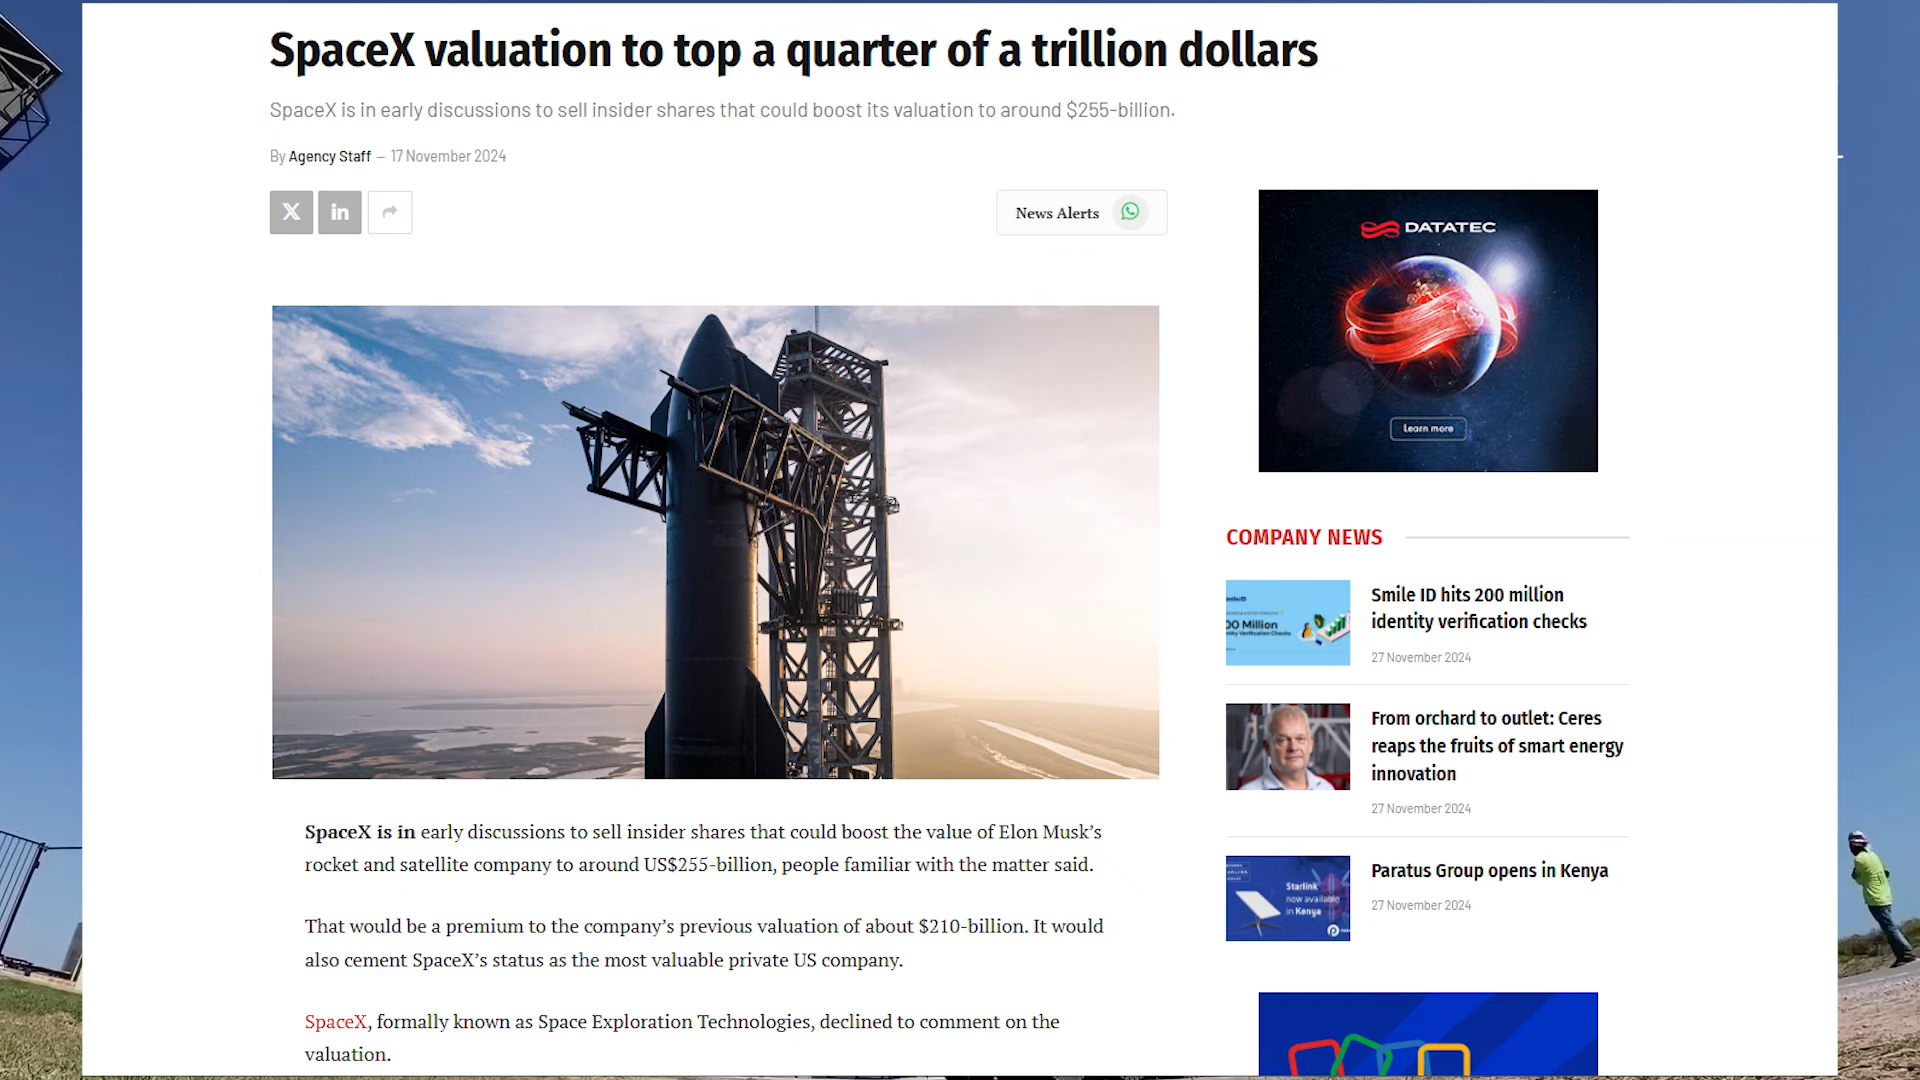 SpaceX valuation to top a quarter of a trillion dollars
SpaceX is in early discussions to sell insider shares that could boost its valuation to around $255-billion.
By Agency Staff — 17 November 2024
X in
News Alerts
DATATEC
Learn more
SpaceX is in early discussions to sell insider shares that could boost the value of Elon Musk’s
rocket and satellite company to around US$255-billion, people familiar with the matter said.
That would be a premium to the company’s previous valuation of about $210-billion. It would
also cement SpaceX’s status as the most valuable private US company.
SpaceX, formally known as Space Exploration Technologies, declined to comment on the
valuation.
COMPANY NEWS
00 Million
Smile ID hits 200 million
identity verification checks
27 November 2024
From orchard to outlet: Ceres
reaps the fruits of smart energy
innovation
27 November 2024
Starlink
now available
in Kenya
Paratus Group opens in Kenya
27 November 2024